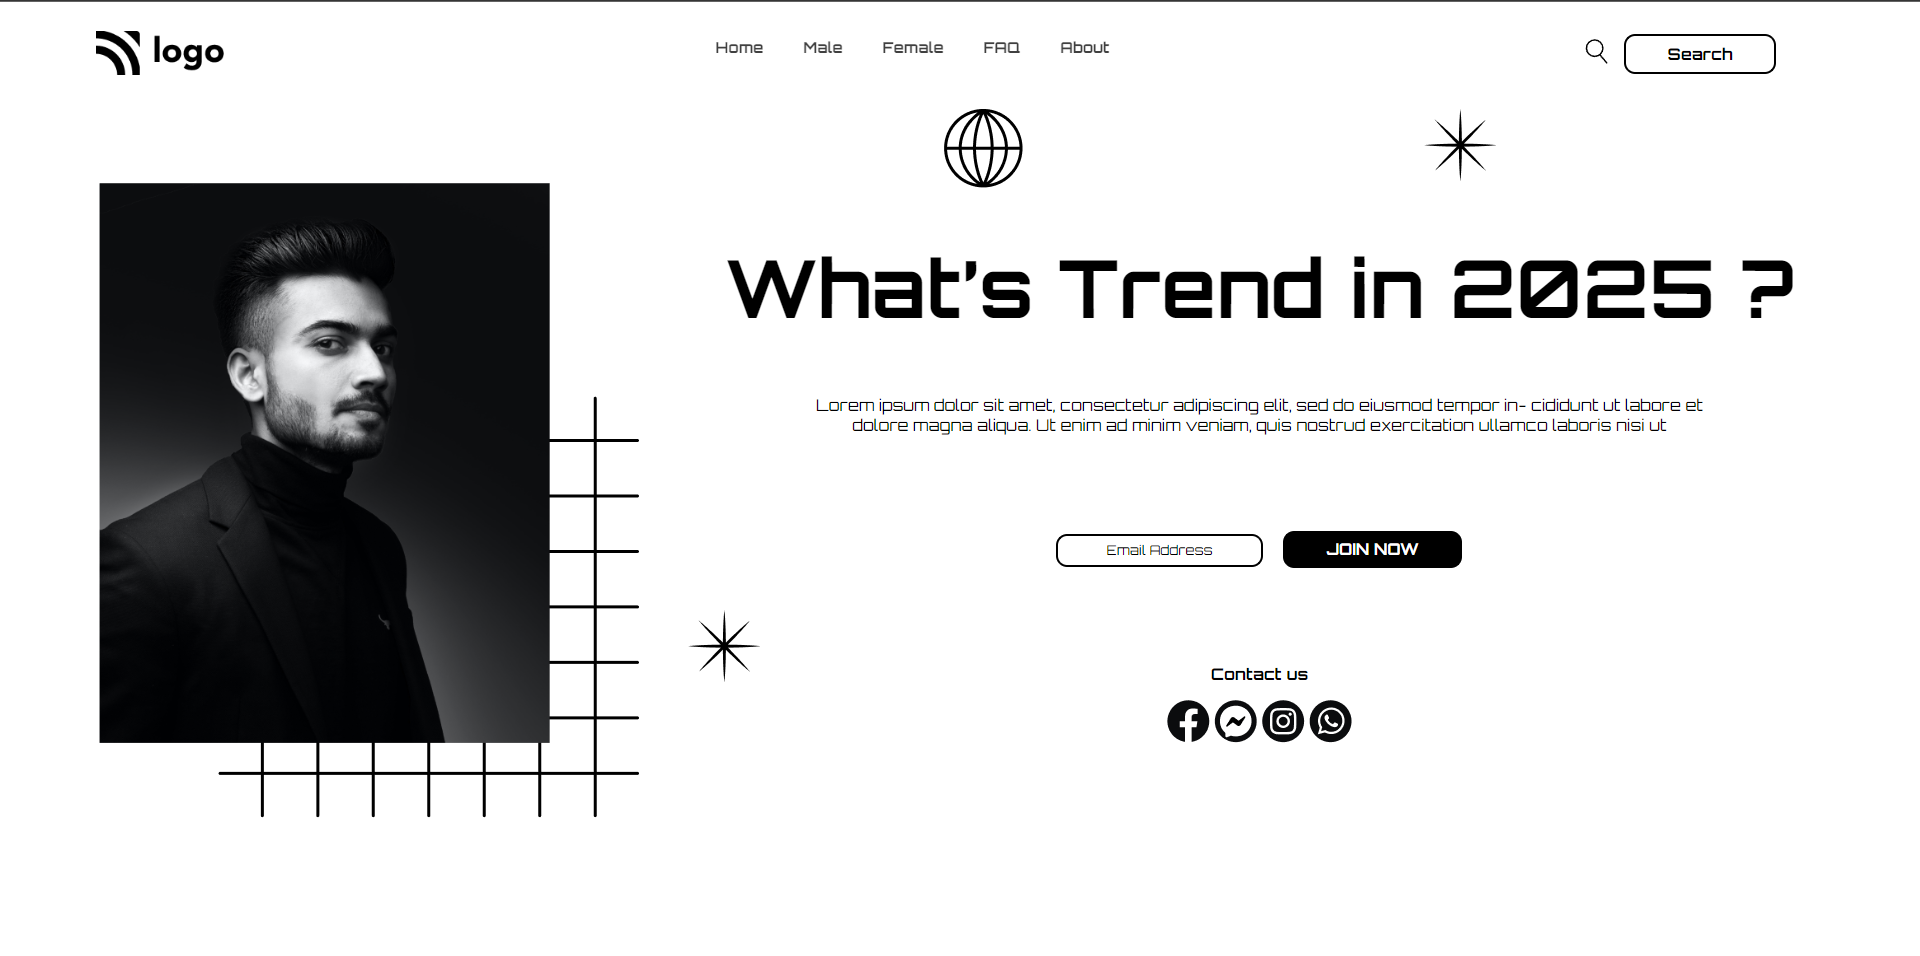 logo
Home Male Female FAQ About
Search
What's Trend in 2025 ?
Lorem ipsum dolor sit amet, consectetur adipiscing elit, sed do eiusmod tempor in- cididunt ut labore et
dolore magna aliqua. Ut enim ad minim veniam, quis nostrud exercitation ullamco laboris nisi ut
Email Address
JOIN NOW
Contact us